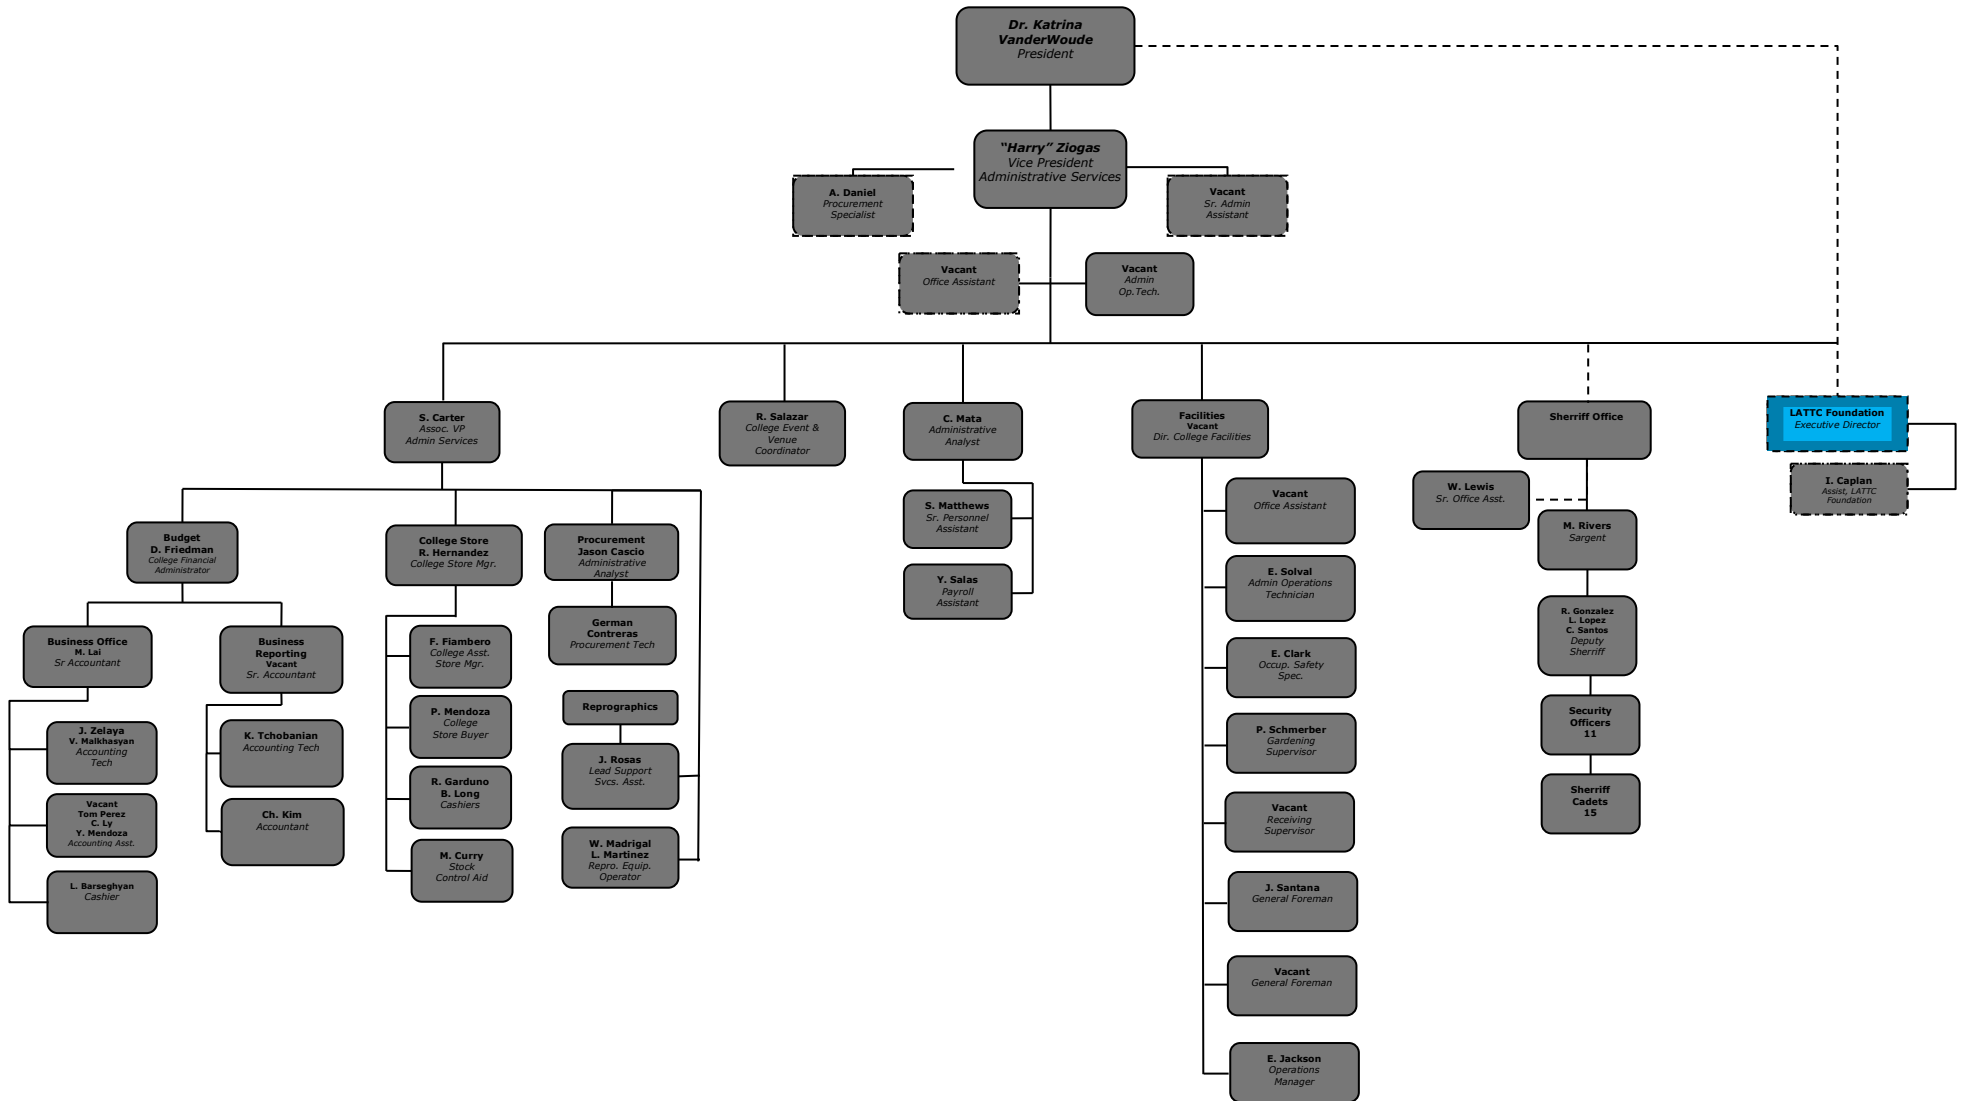 Dr. Katrina
VanderWoude
President
“Harry” Ziogas
Vice President
Administrative Services
A. Daniel
Procurement
Specialist
Vacant
Sr. Admin
Assistant
Vacant
Office Assistant
Vacant
Admin
Op.Tech.
S. Carter
Assoc. VP
Admin Services
R. Salazar
College Event &
Venue
Coordinator
C. Mata
Administrative
Analyst
Facilities
Vacant
Dir. College Facilities
Sherriff Office
LATTC Foundation
Executive Director
I. Caplan
Assist, LATTC
Foundation
W. Lewis
Sr. Office Asst.
M. Rivers
Sargent
R. Gonzalez
L. Lopez
C. Santos
Deputy
Sherriff
Security
Officers
11
Sherriff
Cadets
15
S. Matthews
Sr. Personnel
Assistant
Y. Salas
Payroll
Assistant
Vacant
Office Assistant
E. Solval
Admin Operations
Technician
E. Clark
Occup. Safety
Spec.
P. Schmerber
Gardening
Supervisor
Vacant
Receiving
Supervisor
J. Santana
General Foreman
Vacant
General Foreman
E. Jackson
Operations
Manager
Budget
D. Friedman
College Financial
Administrator
College Store
R. Hernandez
College Store Mgr.
Procurement
Jason Cascio
Administrative
Analyst
German
Contreras
Procurement Tech
Reprographics
J. Rosas
Lead Support
Svcs. Asst.
W. Madrigal
L. Martinez
Repro. Equip.
Operator
F. Fiambero
College Asst.
Store Mgr.
P. Mendoza
College
Store Buyer
R. Garduno
B. Long
Cashiers
M. Curry
Stock
Control Aid
Business Office
M. Lai
Sr Accountant
Business
Reporting
Vacant
Sr. Accountant
J. Zelaya
V. Malkhasyan
Accounting
Tech
Vacant
Tom Perez
C. Ly
Y. Mendoza
Accounting Asst.
L. Barseghyan
Cashier
K. Tchobanian
Accounting Tech
Ch. Kim
Accountant